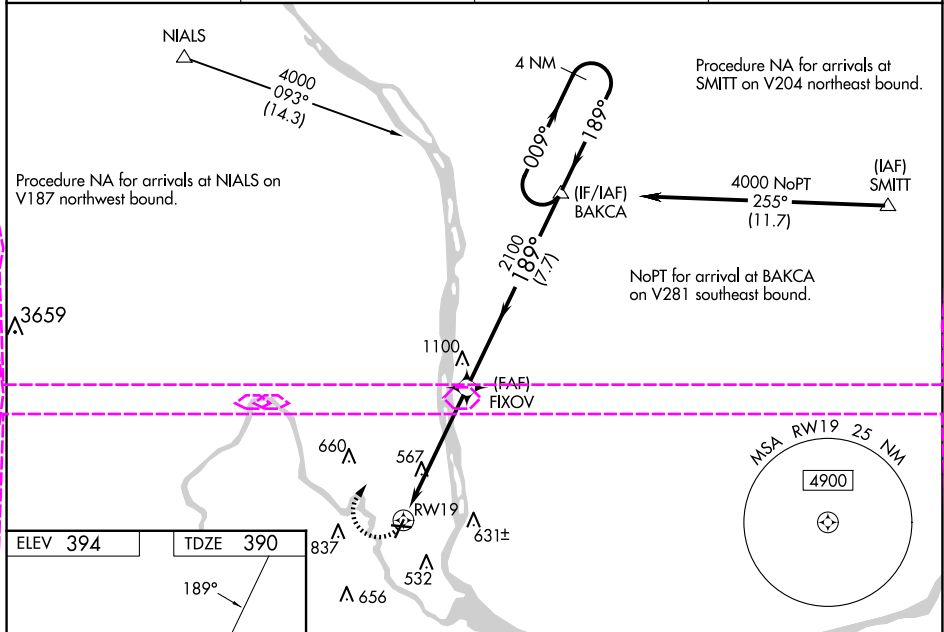 NIALS
4000
093°
(14.3)
4 NM
009°
189°
Procedure NA for arrivals at
SMITT on V204 northeast bound.
Procedure NA for arrivals at NIALS on
V187 northwest bound.
(IF/IAF)
BAKCA
4000 NoPT
255°
(11.7)
(IAF)
SMITT
2100
189°
(7.7)
NoPT for arrival at BAKCA
on V281 southeast bound.
3659
1100
(FAF)
FIXOV
660
567
RW19
837
631±
532
656
MSA RW19 25 NM
4900
ELEV 394
TDZE 390
189°